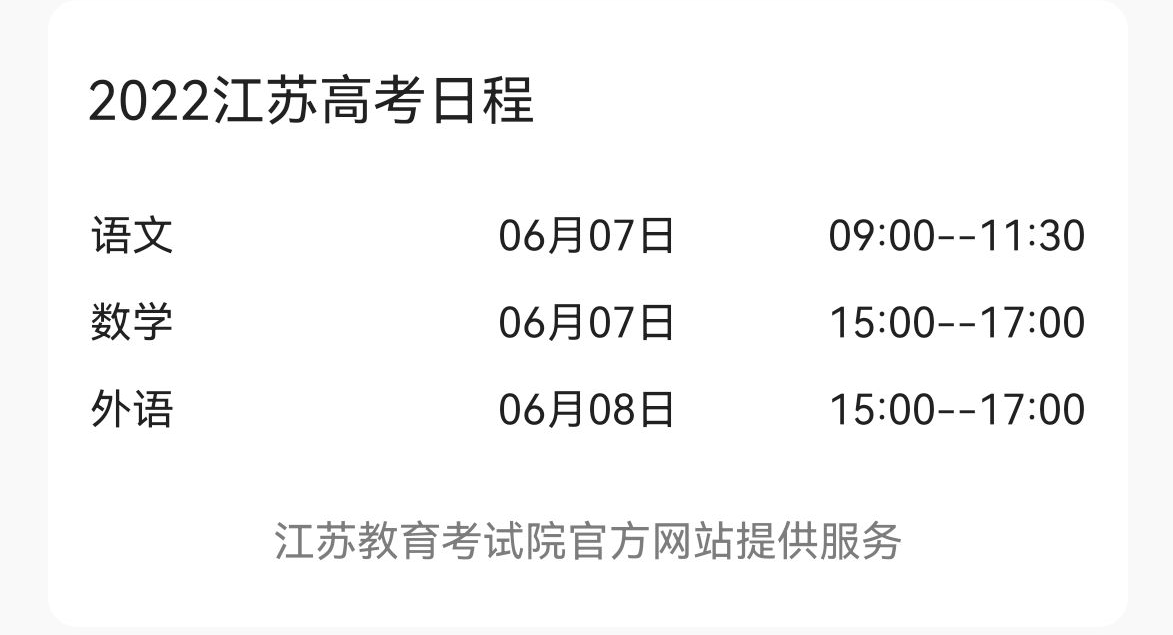 2022江苏高考日程
语文 06月07日 09:00--11:30
数学 06月07日 15:00--17:00
外语 06月08日 15:00--17:00
江苏教育考试院官方网站提供服务